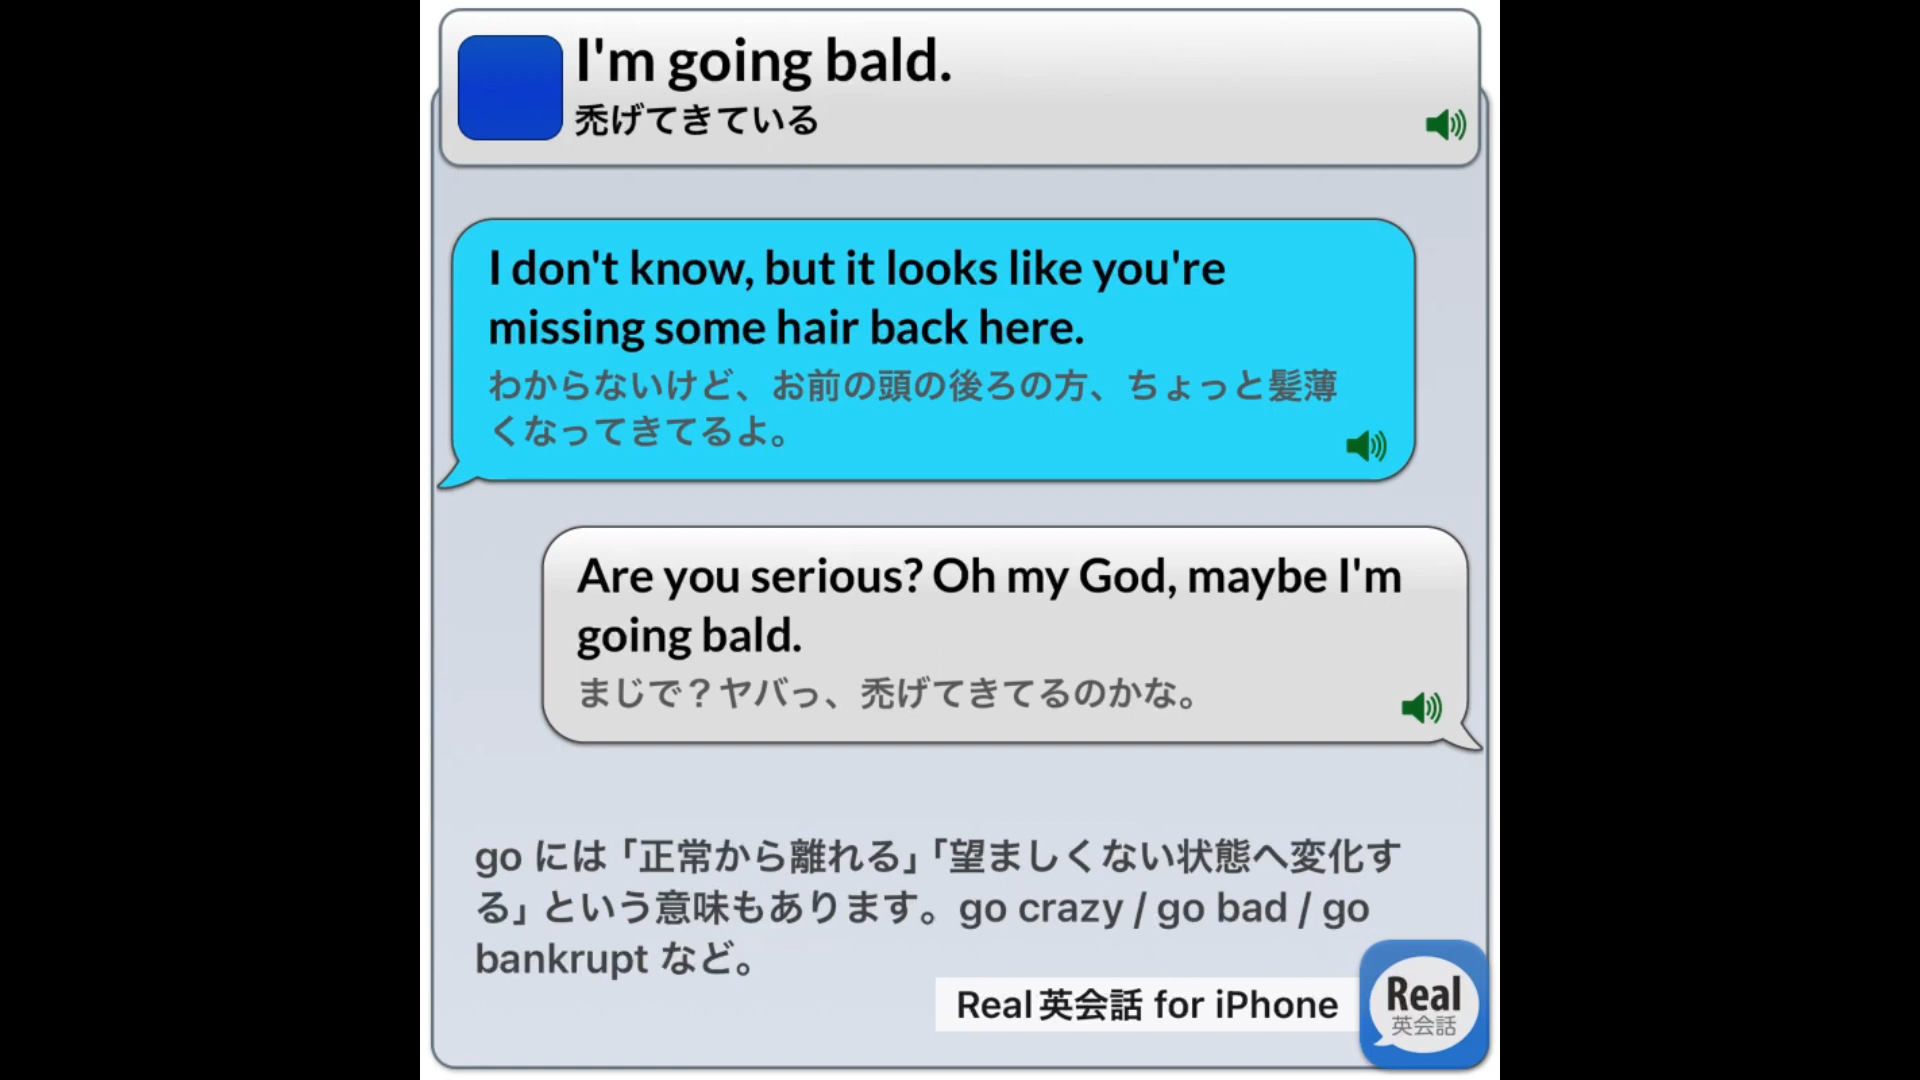 I'm going bald.
禿げてきている
I don't know, but it looks like you're
missing some hair back here.
わからないけど、お前の頭の後ろの方、ちょっと髪薄
くなってきてるよ。
Are you serious? Oh my God, maybe I'm
going bald.
まじで？ヤバっ、禿げてきてるのかな。
go には「正常から離れる」「望ましくない状態へ変化す
る」という意味もあります。go crazy / go bad / go
bankrupt など。
Real英会話 for iPhone
Real
英会話